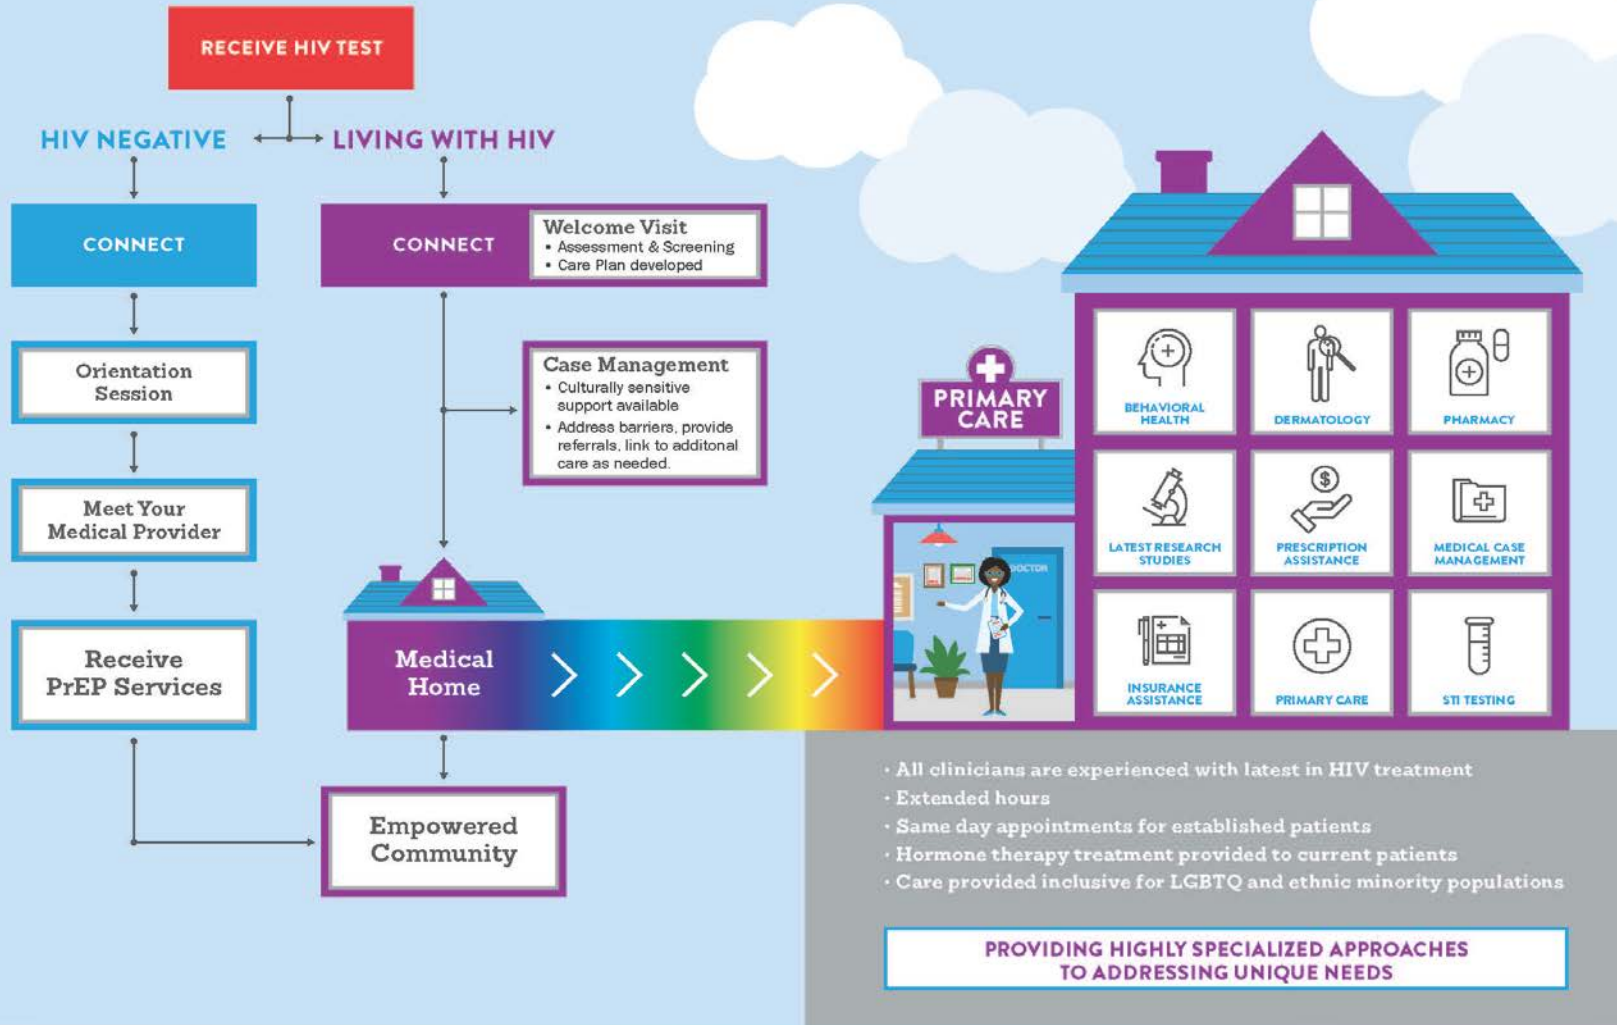 RECEIVE HIV TEST
HIV NEGATIVE
LIVING WITH HIV
CONNECT
Orientation
Session
Meet Your
Medical Provider
Receive
PrEP Services
CONNECT
Welcome Visit
• Assessment & Screening
• Care Plan developed
Case Management
• Culturally sensitive
support available
• Address barriers, provide
referrals, link to additonal
care as needed.
Medical
Home
Empowered
Community
PRIMARY
CARE
DOCTOR
BEHAVIORAL
HEALTH
DERMATOLOGY
PHARMACY
LATEST RESEARCH
STUDIES
PRESCRIPTION
ASSISTANCE
MEDICAL CASE
MANAGEMENT
INSURANCE
ASSISTANCE
PRIMARY CARE
STI TESTING
· All clinicians are experienced with latest in HIV treatment
· Extended hours
· Same day appointments for established patients
· Hormone therapy treatment provided to current patients
· Care provided inclusive for LGBTQ and ethnic minority populations
PROVIDING HIGHLY SPECIALIZED APPROACHES
TO ADDRESSING UNIQUE NEEDS